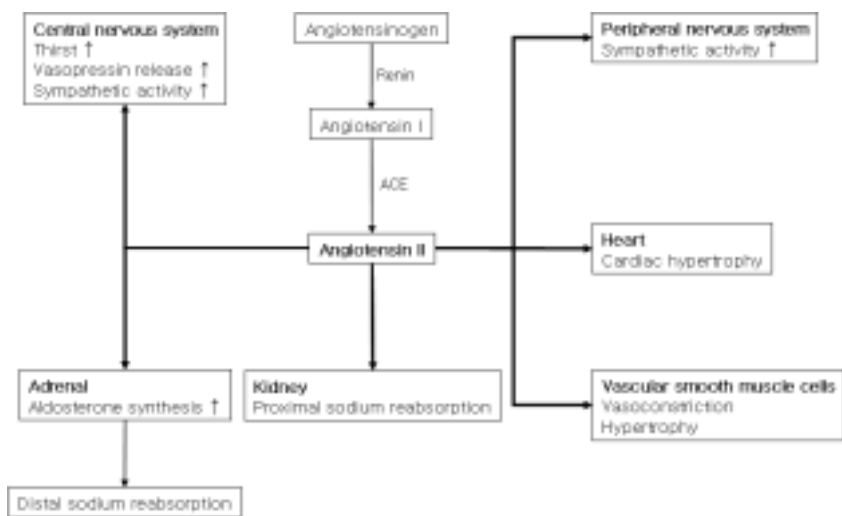 Central nervous system
Thirst ↑
Vasopressin release ↑
Sympathetic activity ↑
Angiotensinogen
Renin
Angiotensin I
ACE
Angiotensin II
Peripheral nervous system
Sympathetic activity ↑
Heart
Cardiac hypertrophy
Adrenal
Aldosterone synthesis ↑
Kidney
Proximal sodium reabsorption
Vascular smooth muscle cells
Vasoconstriction
Hypertrophy
Distal sodium reabsorption